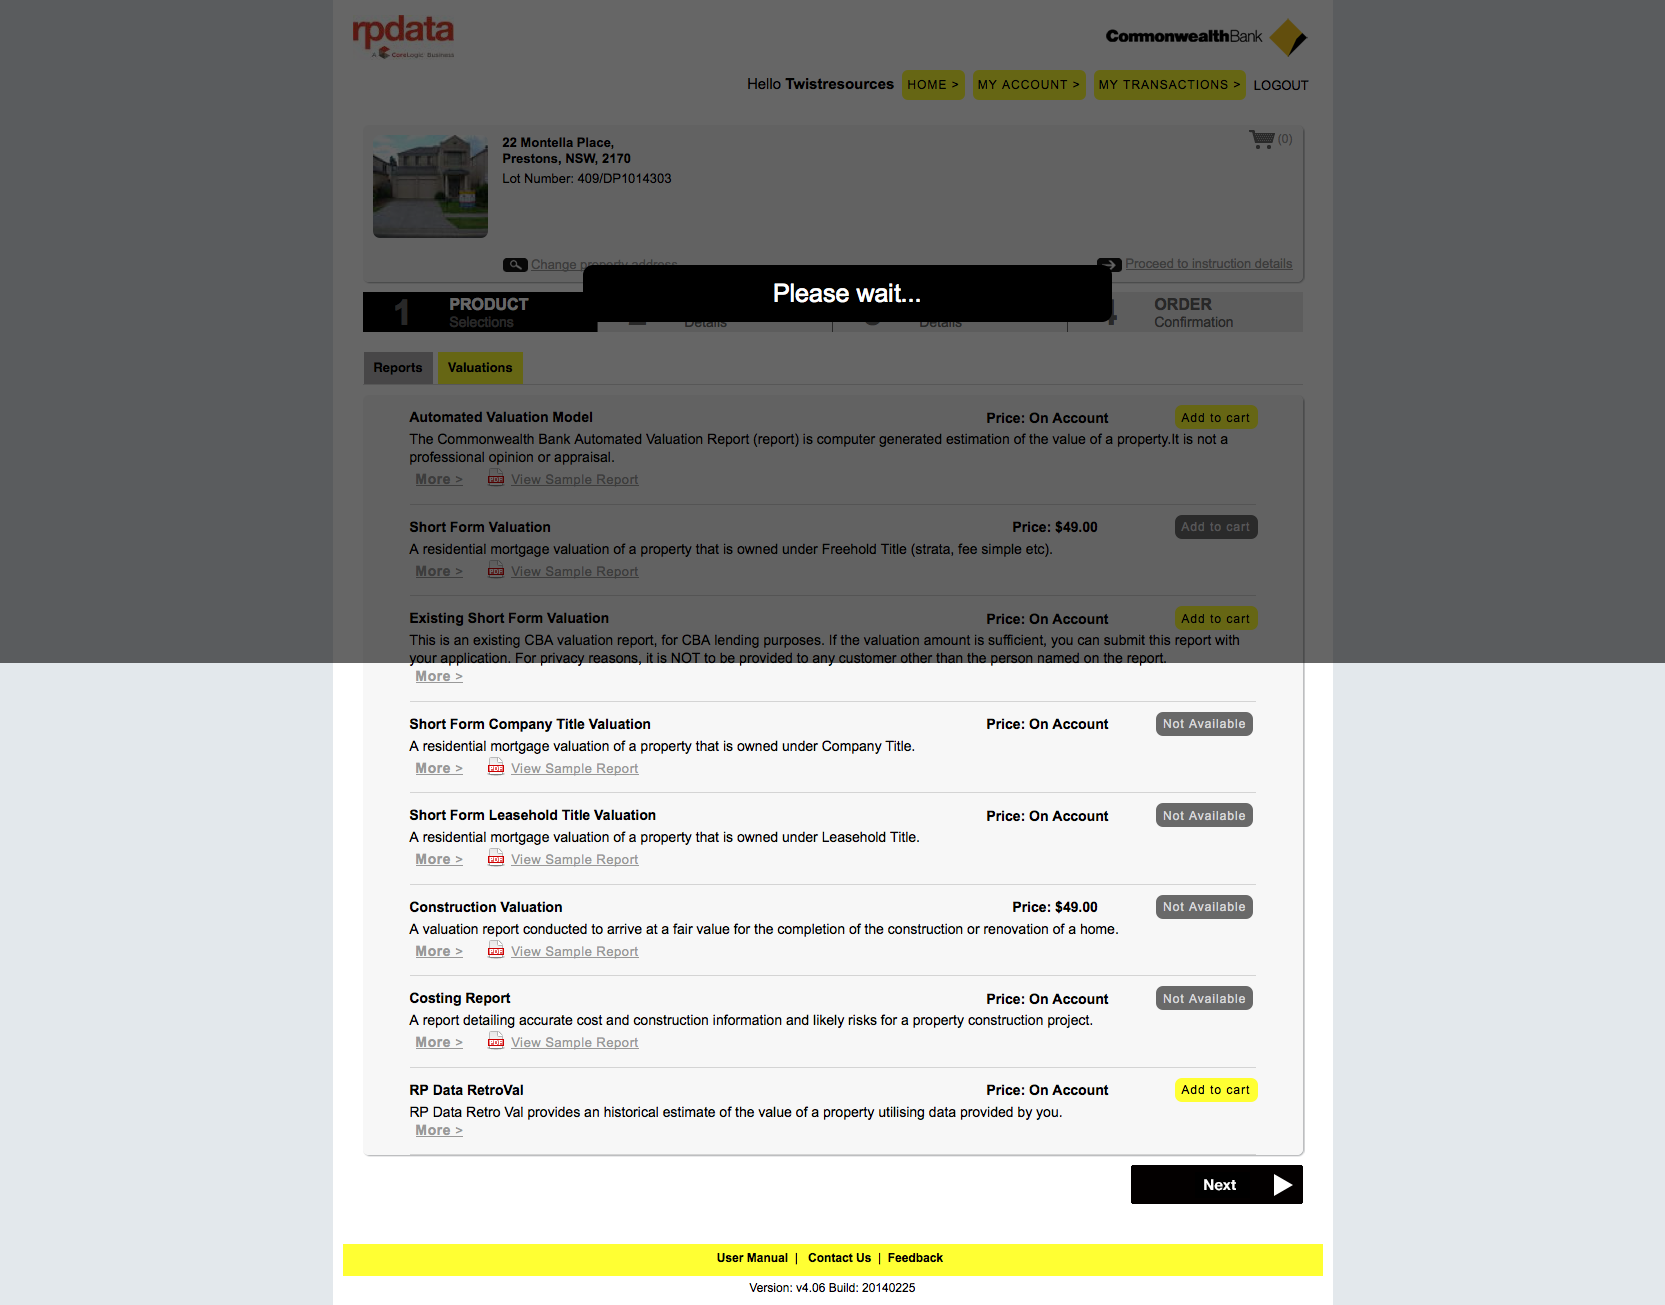 rpdata
A CoreLogic Business
CommonwealthBank
Hello Twistresources HOME > MY ACCOUNT > MY TRANSACTIONS > LOGOUT
22 Montella Place,
Prestons, NSW, 2170
Lot Number: 409/DP1014303
(0)
Change property address
Proceed to instruction details
Please wait...
1 PRODUCT
Selections
Details
Details
4 ORDER
Confirmation
Reports Valuations
Automated Valuation Model Price: On Account Add to cart
The Commonwealth Bank Automated Valuation Report (report) is computer generated estimation of the value of a property.It is not a
professional opinion or appraisal.
More > PDF View Sample Report
Short Form Valuation Price: $49.00 Add to cart
A residential mortgage valuation of a property that is owned under Freehold Title (strata, fee simple etc).
More > PDF View Sample Report
Existing Short Form Valuation Price: On Account Add to cart
This is an existing CBA valuation report, for CBA lending purposes. If the valuation amount is sufficient, you can submit this report with
your application. For privacy reasons, it is NOT to be provided to any customer other than the person named on the report.
More >
Short Form Company Title Valuation Price: On Account Not Available
A residential mortgage valuation of a property that is owned under Company Title.
More > PDF View Sample Report
Short Form Leasehold Title Valuation Price: On Account Not Available
A residential mortgage valuation of a property that is owned under Leasehold Title.
More > PDF View Sample Report
Construction Valuation Price: $49.00 Not Available
A valuation report conducted to arrive at a fair value for the completion of the construction or renovation of a home.
More > PDF View Sample Report
Costing Report Price: On Account Not Available
A report detailing accurate cost and construction information and likely risks for a property construction project.
More > PDF View Sample Report
RP Data RetroVal Price: On Account Add to cart
RP Data Retro Val provides an historical estimate of the value of a property utilising data provided by you.
More >
Next
User Manual | Contact Us | Feedback
Version: v4.06 Build: 20140225